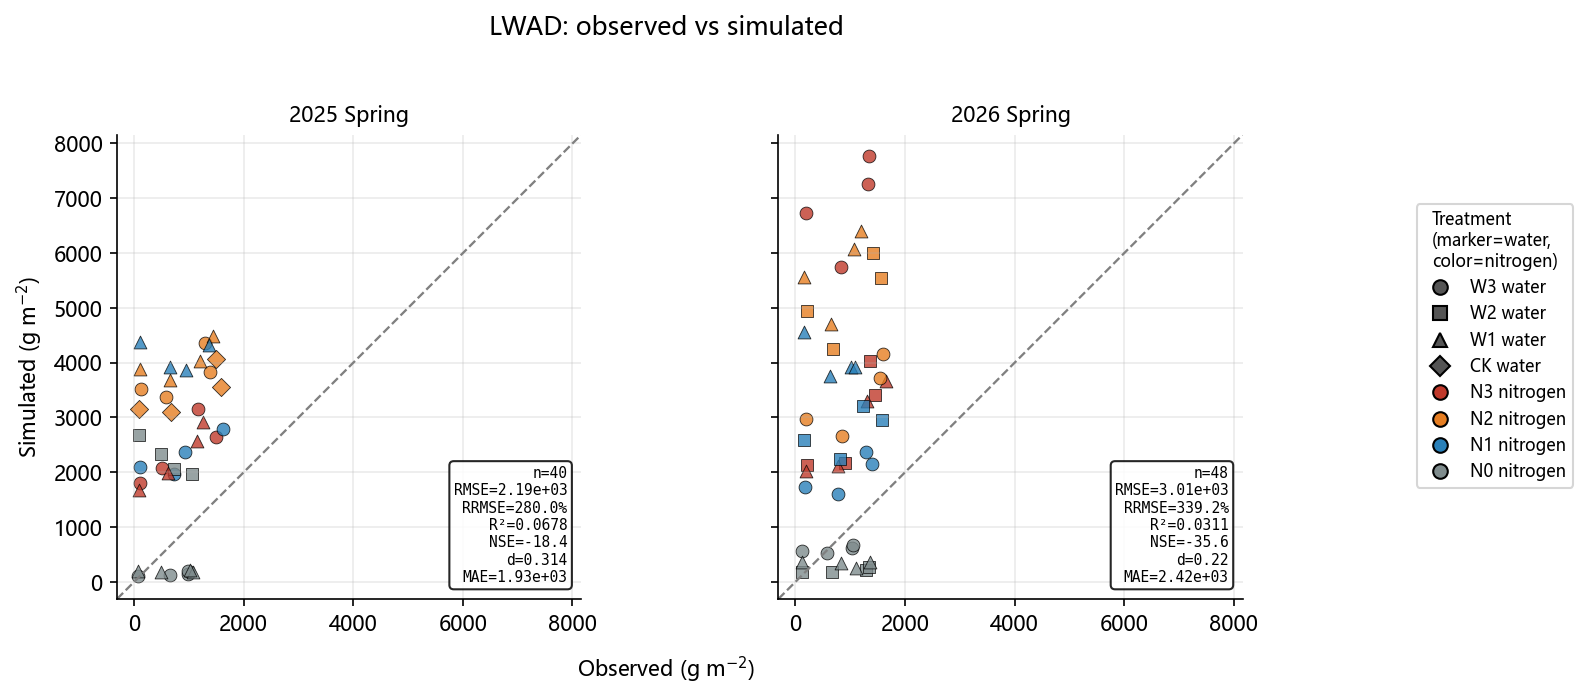 LWAD: observed vs simulated
2025 Spring
2026 Spring
Simulated (g m⁻²)
8000
7000
6000
5000
4000
3000
2000
1000
0
n=40
RMSE=2.19e+03
RRMSE=280.0%
R²=0.0678
NSE=-18.4
d=0.314
MAE=1.93e+03
0
2000
4000
6000
8000
n=48
RMSE=3.01e+03
RRMSE=339.2%
R²=0.0311
NSE=-35.6
d=0.22
MAE=2.42e+03
0
2000
4000
6000
8000
Observed (g m⁻²)
Treatment
(marker=water,
color=nitrogen)
W3 water
W2 water
W1 water
CK water
N3 nitrogen
N2 nitrogen
N1 nitrogen
N0 nitrogen